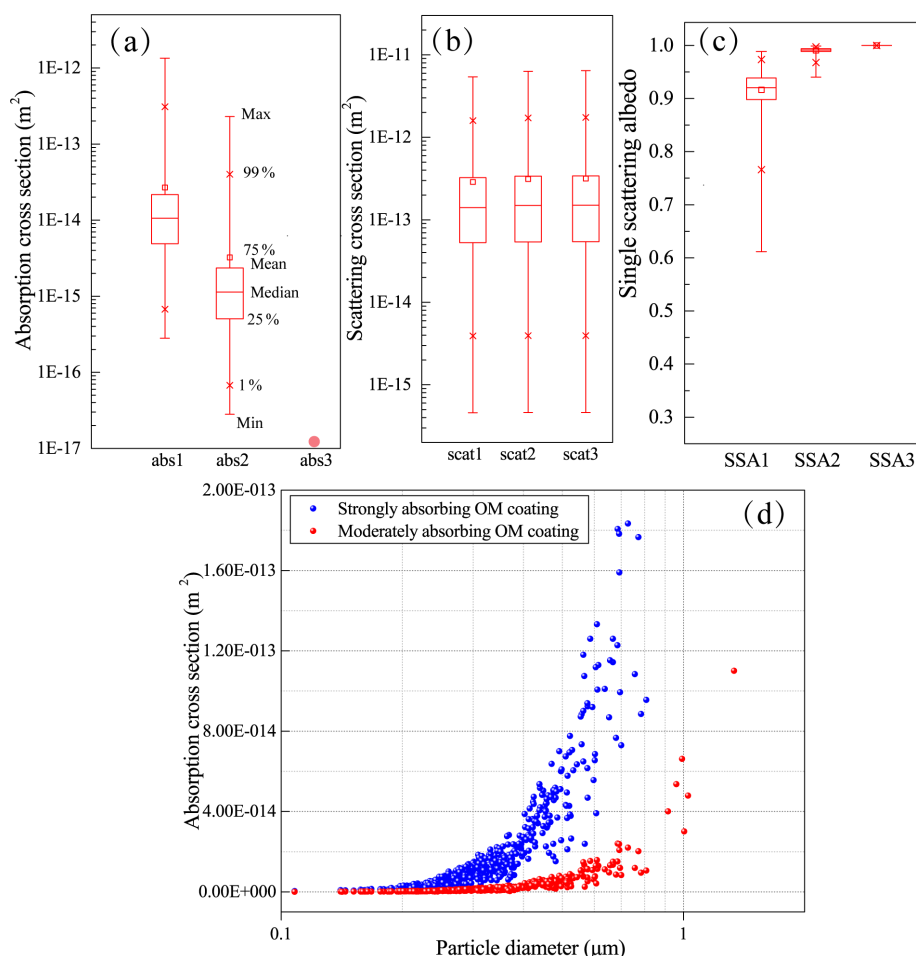 (a)
Absorption cross section (m²)
1E-12
1E-13
1E-14
1E-15
1E-16
1E-17
Max
99%
75%
Mean
Median
25%
1%
Min
abs1
abs2
abs3
(b)
Scattering cross section (m²)
1E-11
1E-12
1E-13
1E-14
1E-15
scat1
scat2
scat3
(c)
Single scattering albedo
1.0
0.9
0.8
0.7
0.6
0.5
0.4
0.3
SSA1
SSA2
SSA3
(d)
Strongly absorbing OM coating
Moderately absorbing OM coating
Absorption cross section (m²)
2.00E-013
1.60E-013
1.20E-013
8.00E-014
4.00E-014
0.00E+000
0.1
1
Particle diameter (μm)